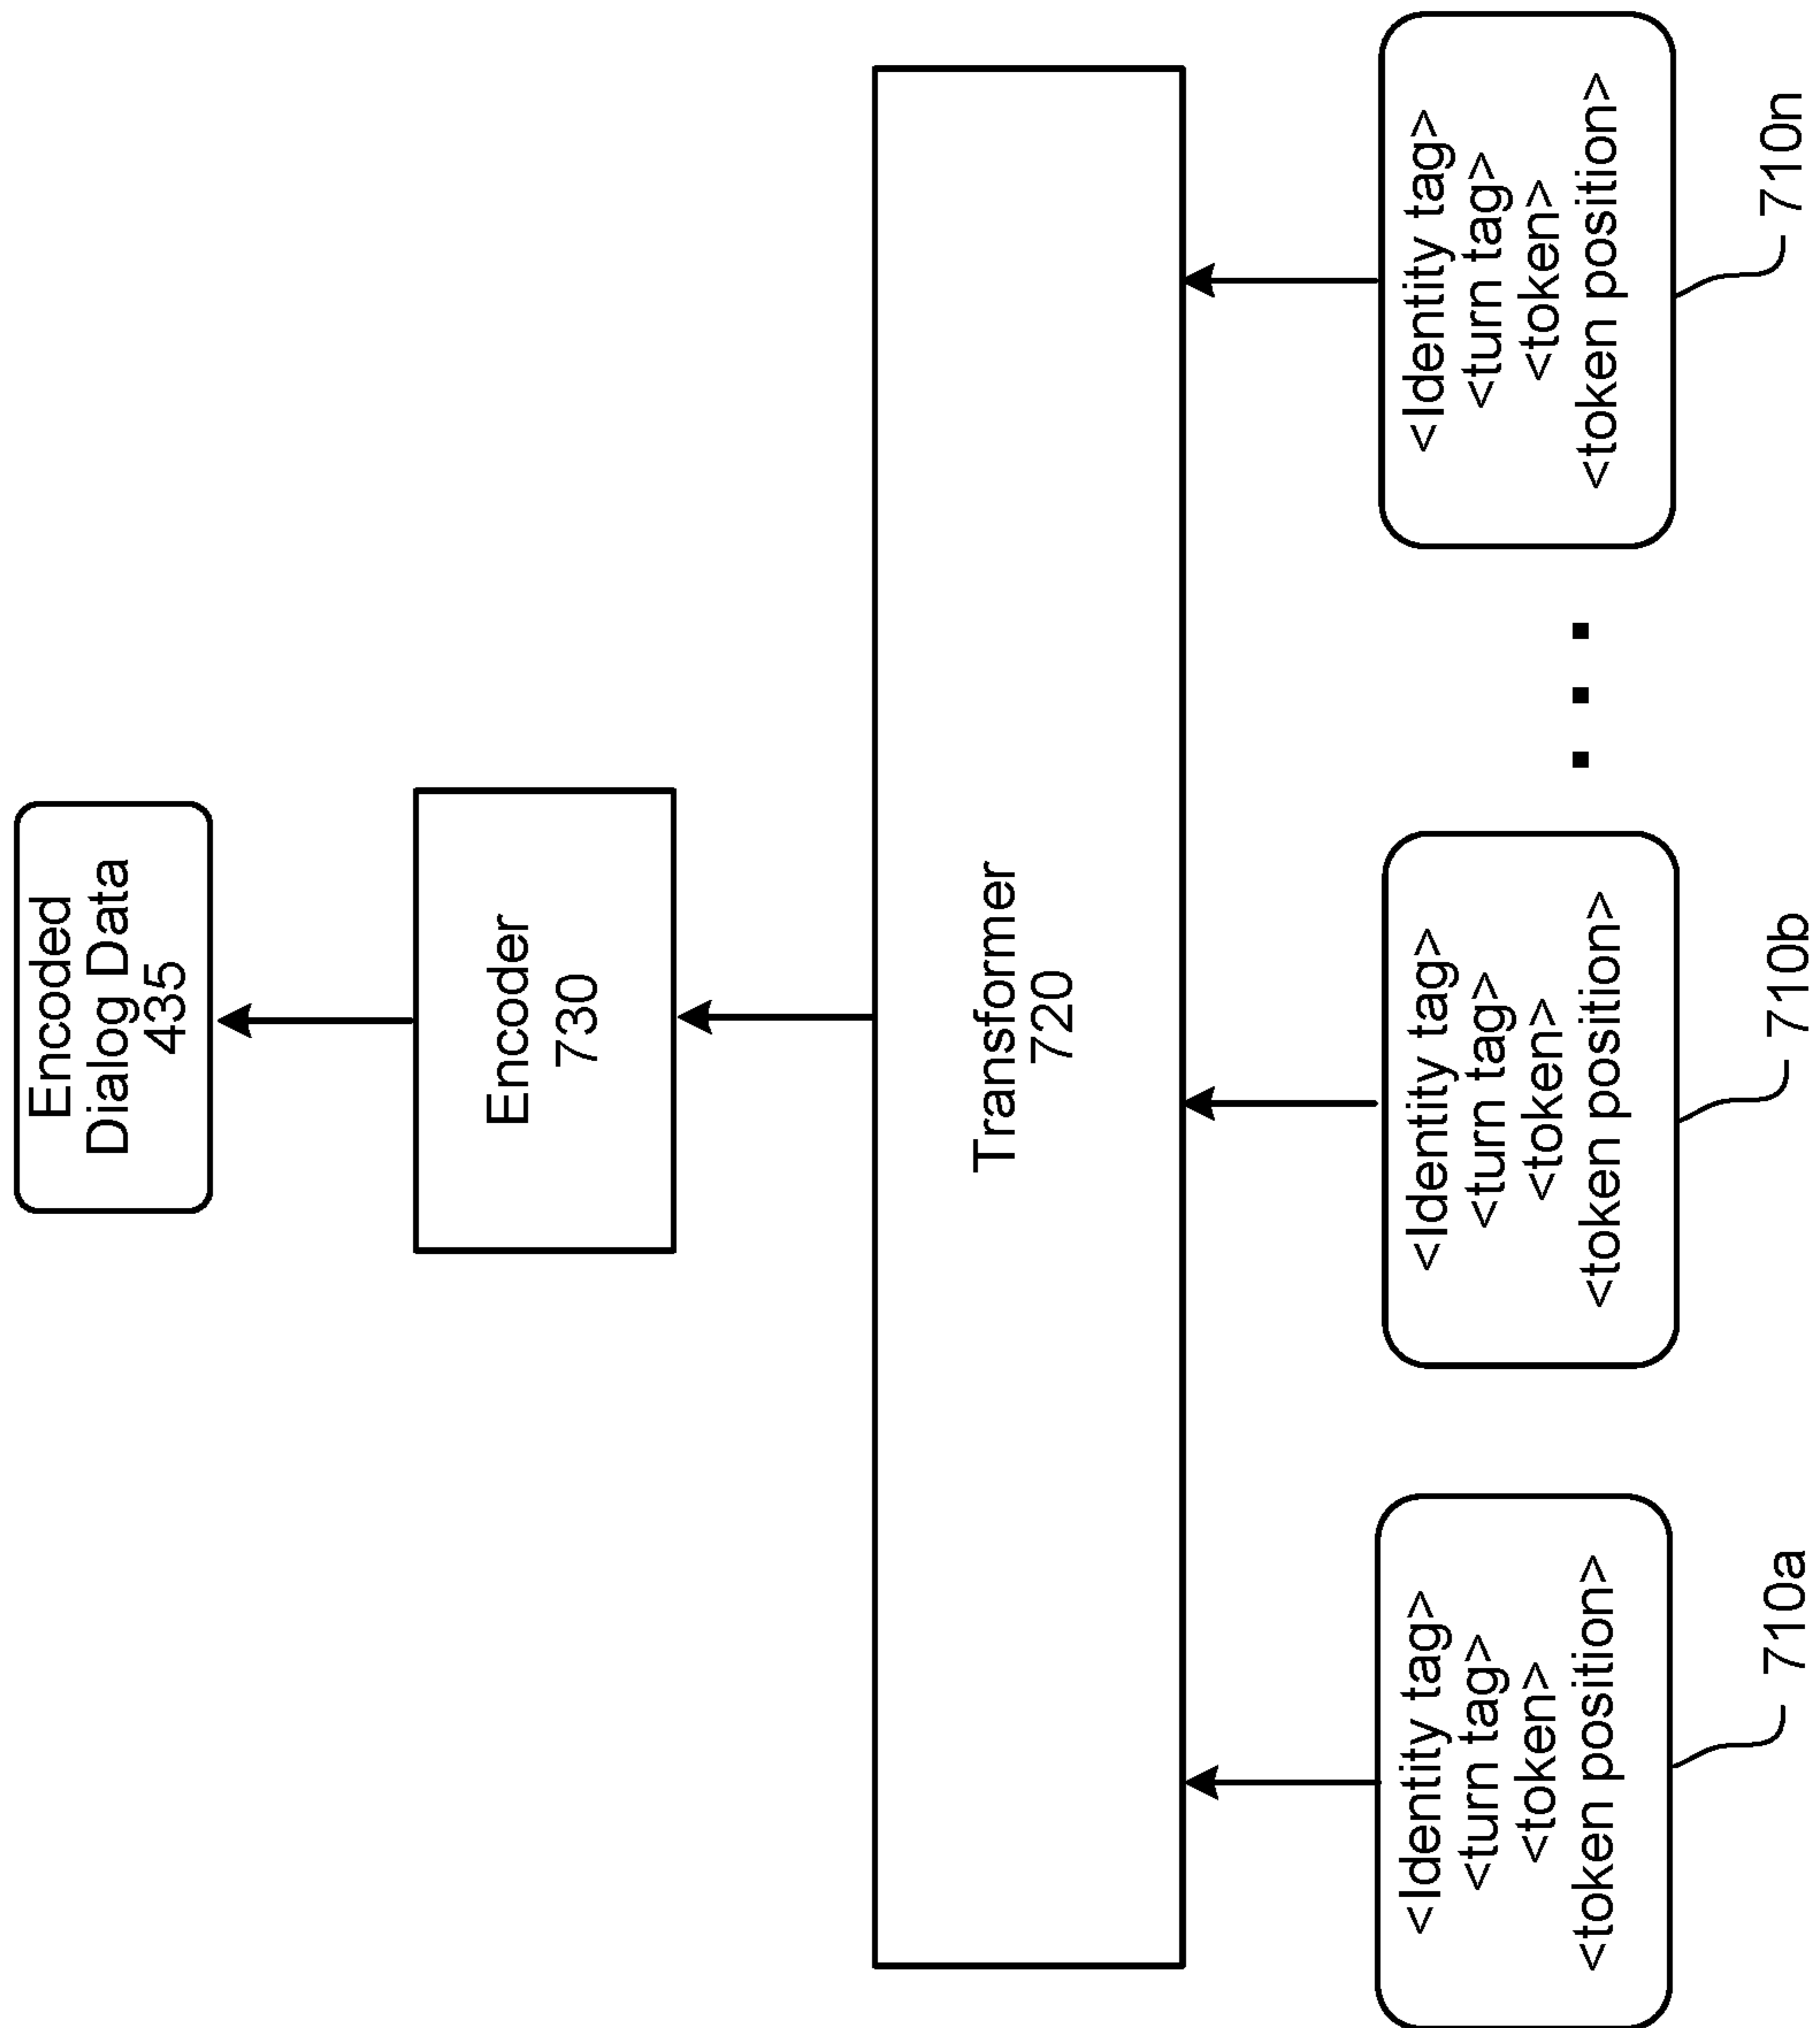 Encoded
Dialog Data
435
Encoder
730
Transformer
720
<Identity tag>
<turn tag>
<token>
<token position>
710a
<Identity tag>
<turn tag>
<token>
<token position>
710b
<Identity tag>
<turn tag>
<token>
<token position>
710n